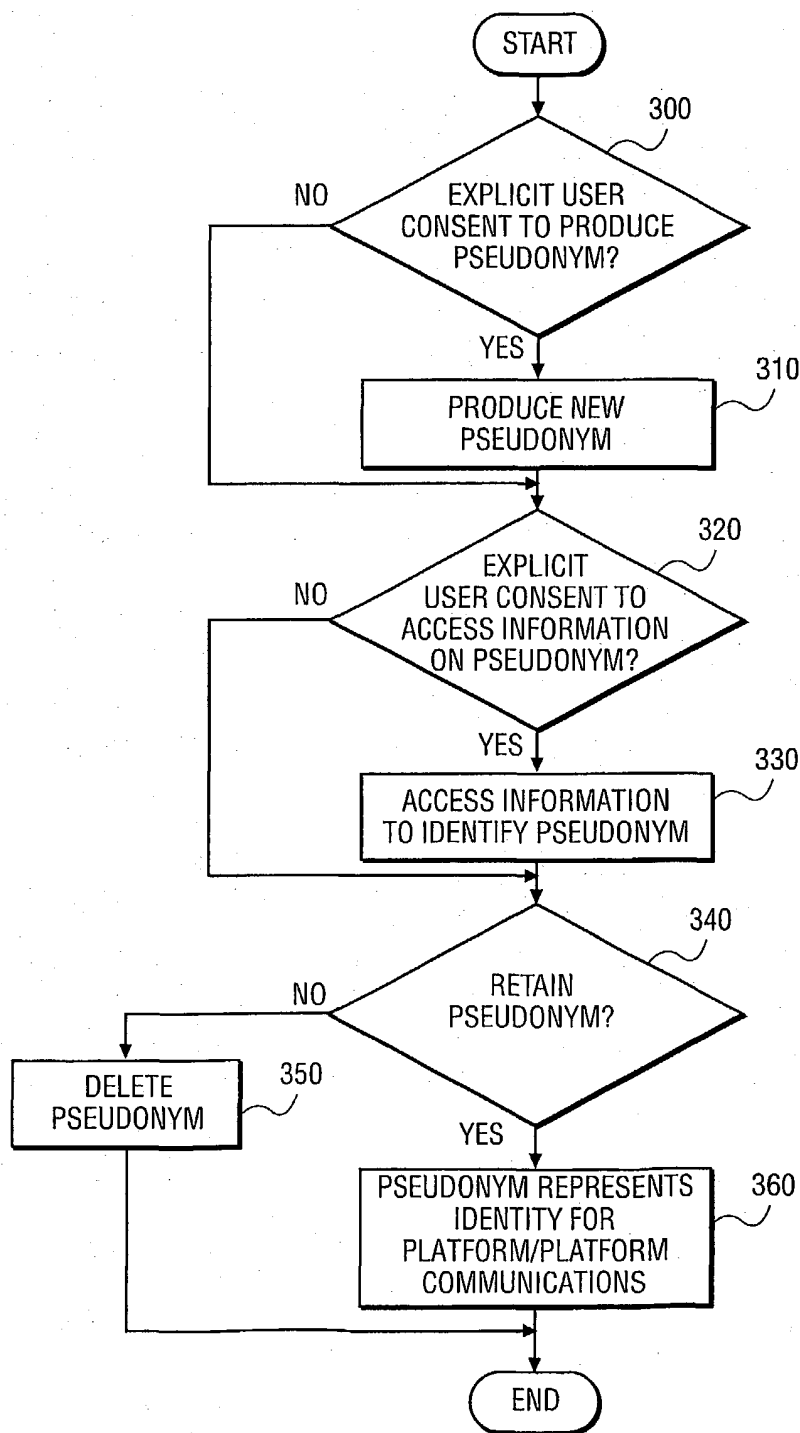 START
300
EXPLICIT USER
CONSENT TO PRODUCE
PSEUDONYM?
NO
YES
310
PRODUCE NEW
PSEUDONYM
320
EXPLICIT
USER CONSENT TO
ACCESS INFORMATION
ON PSEUDONYM?
NO
YES
330
ACCESS INFORMATION
TO IDENTIFY PSEUDONYM
340
RETAIN
PSEUDONYM?
NO
DELETE
PSEUDONYM
350
YES
PSEUDONYM REPRESENTS
IDENTITY FOR
PLATFORM/PLATFORM
COMMUNICATIONS
360
END